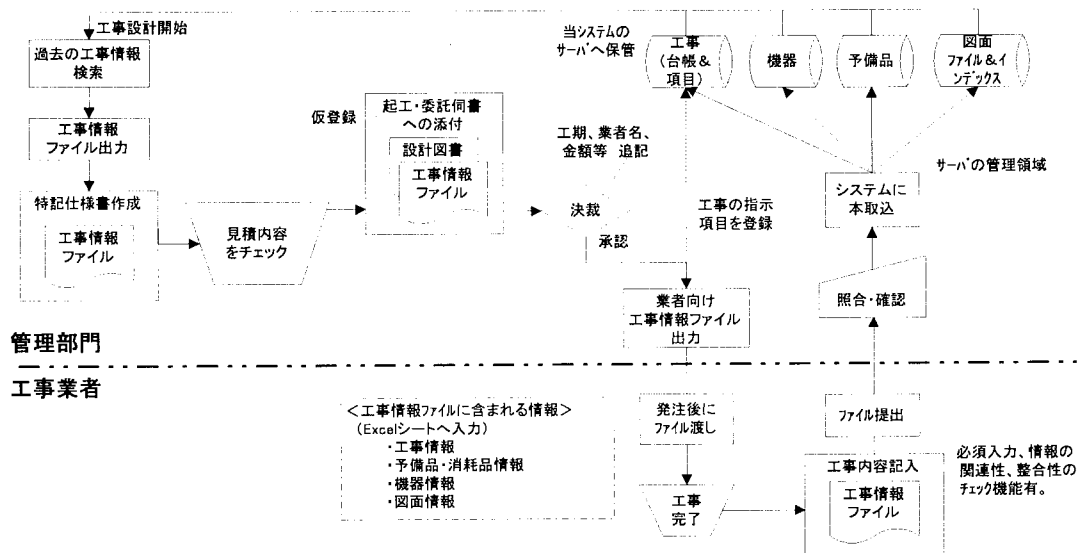 工事設計開始
過去の工事情報
検索
工事情報
ファイル出力
特記仕様書作成
工事情報
ファイル
見積内容
をチェック
仮登録
起工・委託伺書
への添付
設計図書
工事情報
ファイル
決裁
承認
工期、業者名、
金額等 追記
当システムの
サーバへ保管
工事
(台帳&
項目)
機器
予備品
図面
ファイル&イ
ンデックス
サーバの管理領域
工事の指示
項目を登録
システムに
本取込
照合・確認
業者向け
工事情報ファイル
出力
管理部門
工事業者
<工事情報ファイルに含まれる情報>
(Excelシートへ入力)
・工事情報
・予備品・消耗品情報
・機器情報
・図面情報
発注後に
ファイル渡し
工事
完了
ファイル提出
工事内容記入
工事情報
ファイル
必須入力、情報の
関連性、整合性の
チェック機能有。